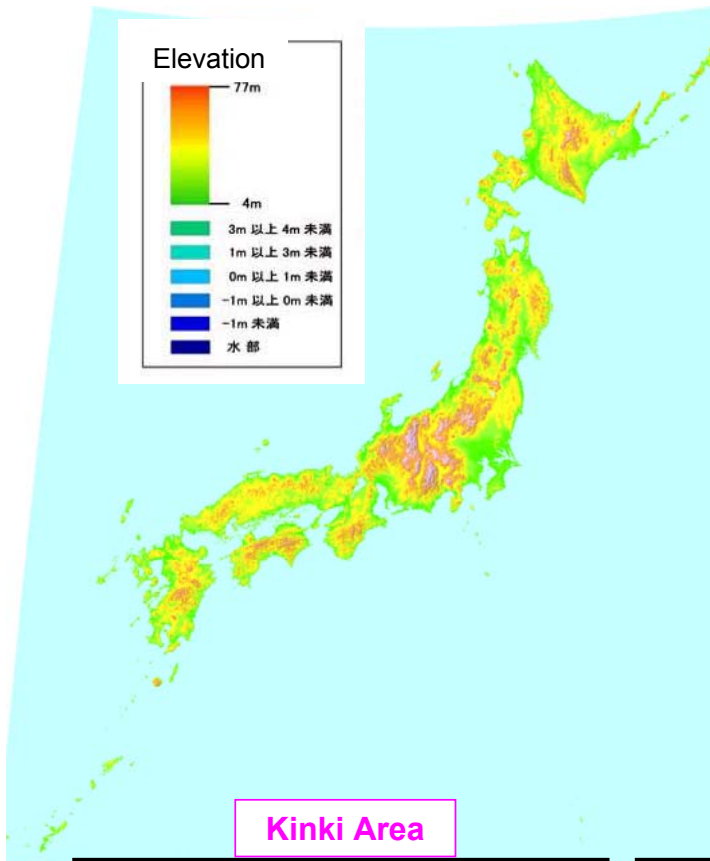 Elevation
77m
4m
3m 以上 4m 未満
1m 以上 3m 未満
0m 以上 1m 未満
-1m 以上 0m 未満
-1m 未満
水 部
Kinki Area